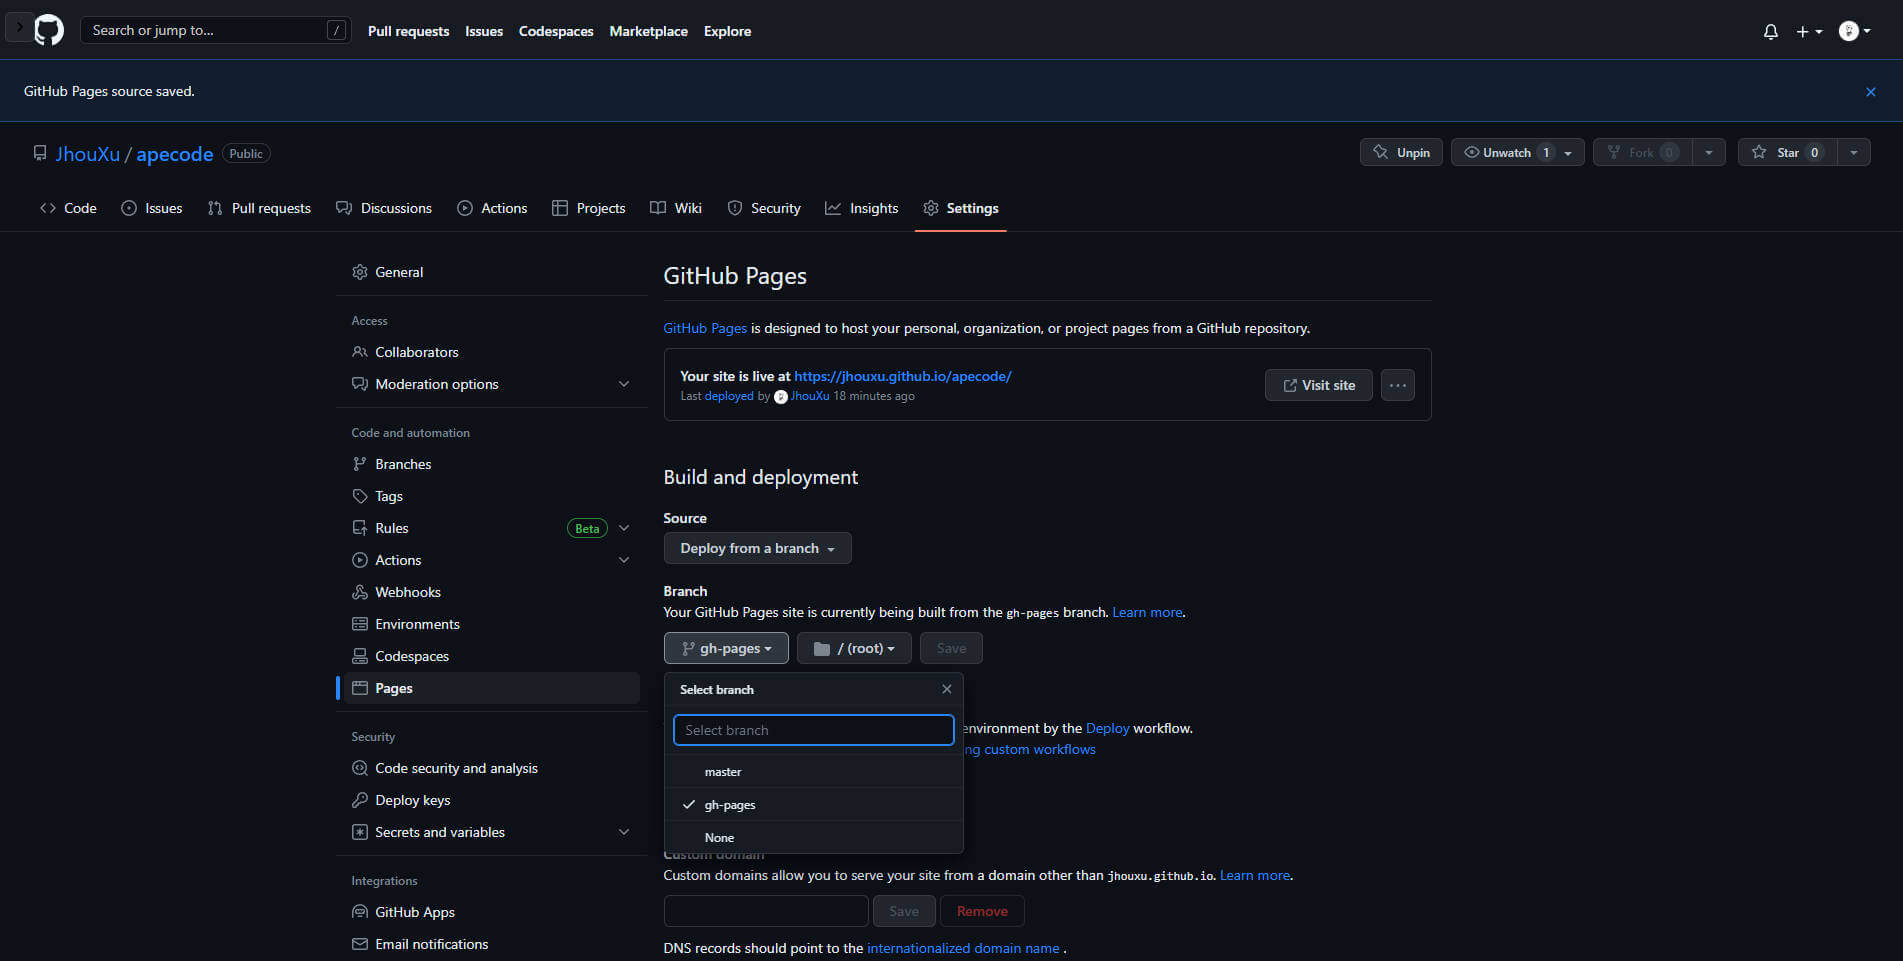 Search or jump to... / Pull requests Issues Codespaces Marketplace Explore
GitHub Pages source saved.
JhouXu / apecode Public Unpin Unwatch 1 Fork 0 Star 0
Code Issues Pull requests Discussions Actions Projects Wiki Security Insights Settings
General
Access
Collaborators
Moderation options
Code and automation
Branches
Tags
Rules Beta
Actions
Webhooks
Environments
Codespaces
Pages
Security
Code security and analysis
Deploy keys
Secrets and variables
Integrations
GitHub Apps
Email notifications
GitHub Pages
GitHub Pages is designed to host your personal, organization, or project pages from a GitHub repository.
Your site is live at https://jhouxu.github.io/apecode/
Last deployed by JhouXu 18 minutes ago
Visit site
Build and deployment
Source
Deploy from a branch
Branch
Your GitHub Pages site is currently being built from the gh-pages branch. Learn more.
gh-pages / (root) Save
Select branch
Select branch
master
gh-pages
None
environment by the Deploy workflow.
ng custom workflows
Custom domain
Custom domains allow you to serve your site from a domain other than jhouxu.github.io. Learn more.
Save Remove
DNS records should point to the internationalized domain name .